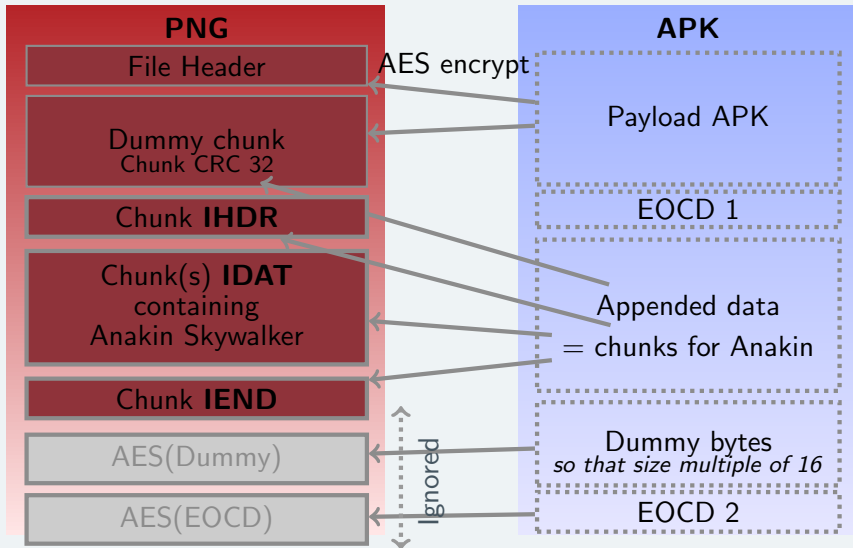 PNG
File Header
Dummy chunk
Chunk CRC 32
Chunk IHDR
Chunk(s) IDAT
containing
Anakin Skywalker
Chunk IEND
AES(Dummy)
AES(EOCD)
AES encrypt
Ignored
APK
Payload APK
EOCD 1
Appended data
= chunks for Anakin
Dummy bytes
so that size multiple of 16
EOCD 2